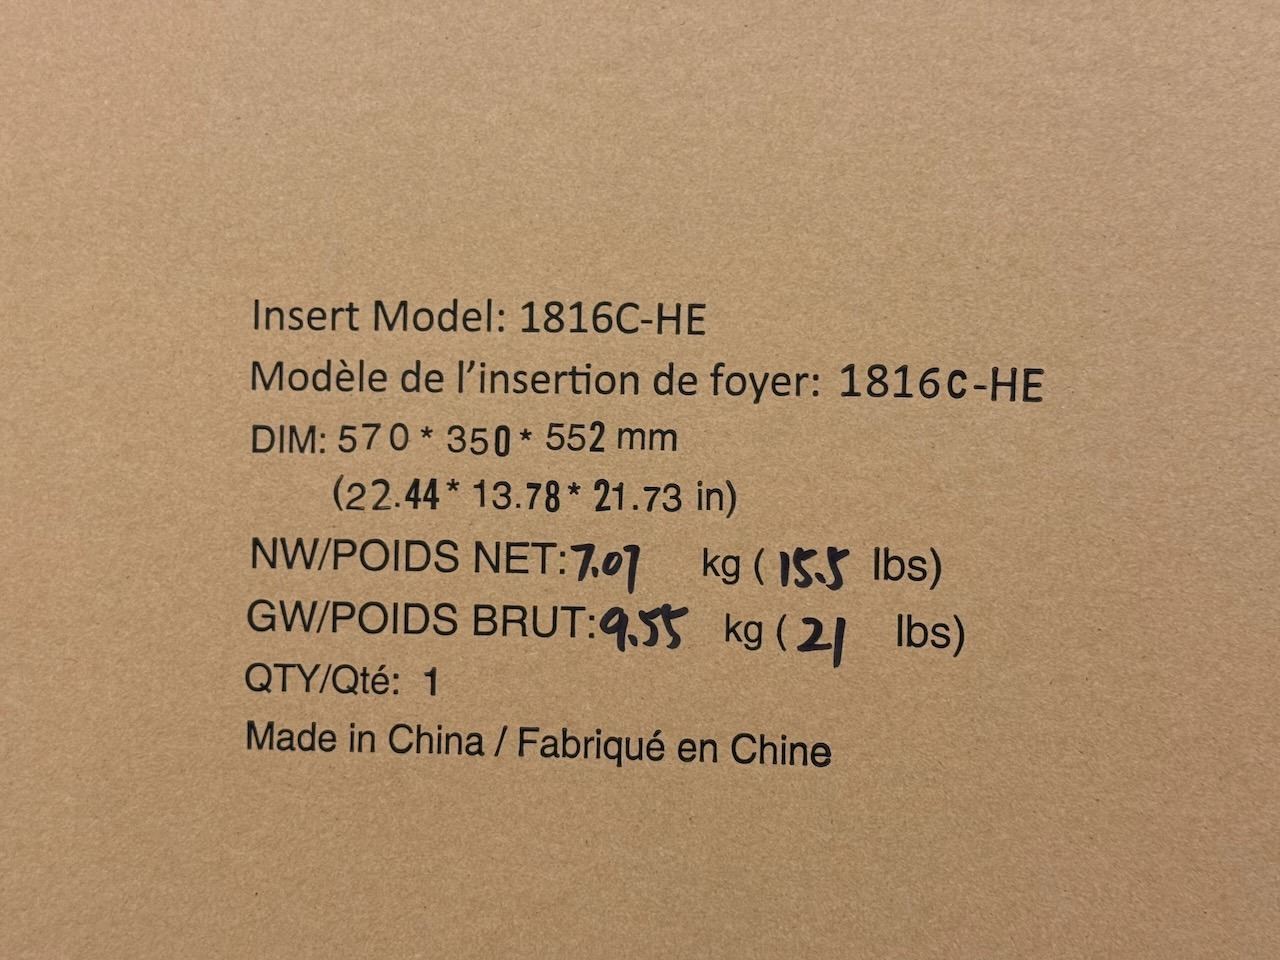 Insert Model: 1816C-HE
Modèle de l’insertion de foyer: 1816C-HE
DIM: 570 * 350 * 552 mm
(22.44 * 13.78 * 21.73 in)
NW/POIDS NET: 7.07 kg ( 15.5 lbs)
GW/POIDS BRUT: 9.55 kg ( 21 lbs)
QTY/Qté: 1
Made in China / Fabriqué en Chine